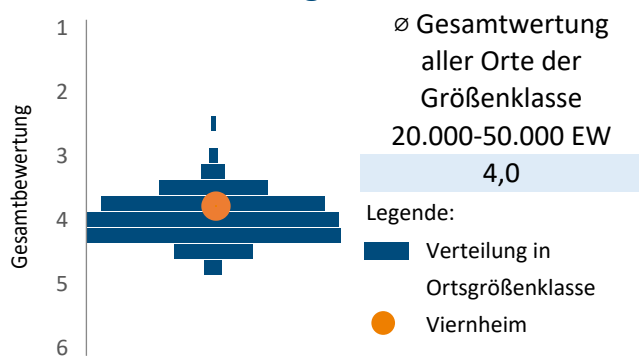 1
2
3
4
5
6
Gesamtbewertung
⌀ Gesamtwertung
aller Orte der
Größenklasse
20.000-50.000 EW
4,0
Legende:
Verteilung in
Ortsgrößenklasse
Viernheim